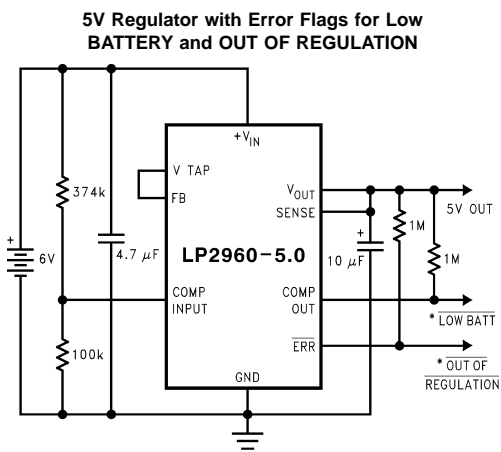 5V Regulator with Error Flags for Low
BATTERY and OUT OF REGULATION
+VIN
V TAP
FB
374k
VOUT
SENSE
5V OUT
1M
+
6V
4.7 μF
LP2960-5.0
+
10 μF
1M
COMP
INPUT
COMP
OUT
* LOW BATT
100k
ERR
* OUT OF
REGULATION
GND